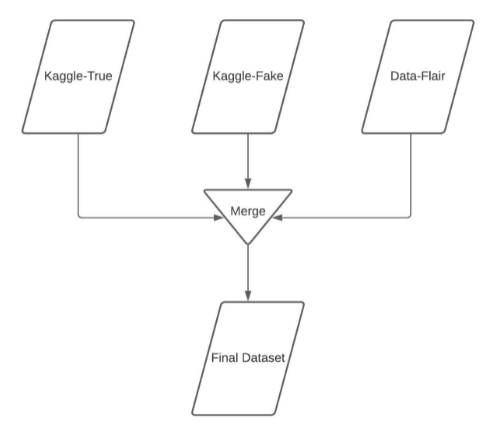 Kaggle-True
Kaggle-Fake
Data-Flair
Merge
Final Dataset